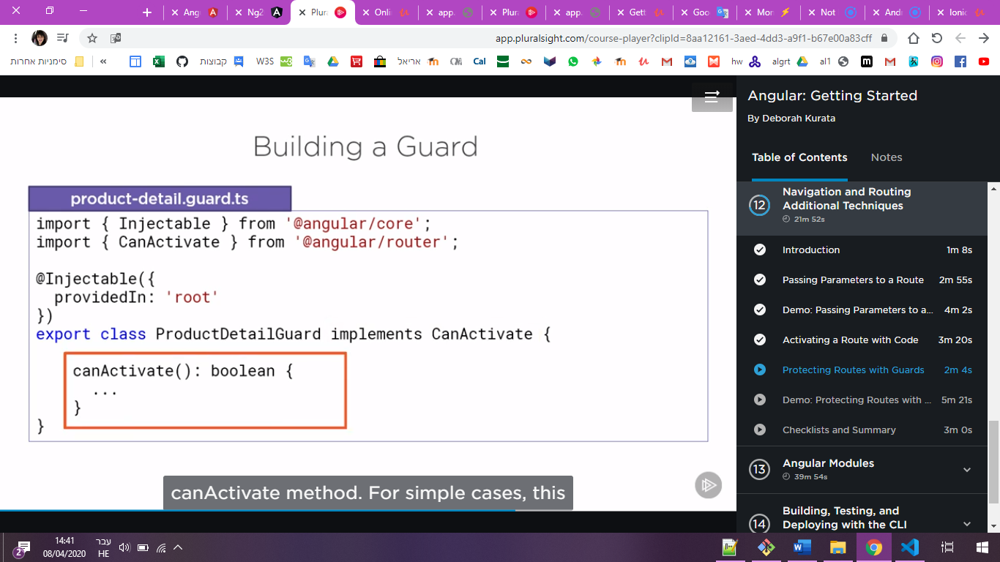 Ang
Ng2
Plur
Onli
app.
Plur
app.
Gett
Goo
Mor
Not
Andr
Ionic
app.pluralsight.com/course-player?clipId=8aa12161-3aed-4dd3-a9f1-b67e00a83cff
סימניות אחרות
«
קבוצות
W3S
אריאל
Cal
hw
algrt
al1
Building a Guard
product-detail.guard.ts
import { Injectable } from '@angular/core';
import { CanActivate } from '@angular/router';
@Injectable({
providedIn: 'root'
})
export class ProductDetailGuard implements CanActivate {
canActivate(): boolean {
...
}
}
canActivate method. For simple cases, this
Angular: Getting Started
By Deborah Kurata
Table of Contents
Notes
12
Navigation and Routing
Additional Techniques
21m 52s
Introduction 1m 8s
Passing Parameters to a Route 2m 55s
Demo: Passing Parameters to a... 4m 2s
Activating a Route with Code 3m 20s
Protecting Routes with Guards 2m 4s
Demo: Protecting Routes with ... 5m 21s
Checklists and Summary 3m 0s
13
Angular Modules
39m 54s
14
Building, Testing, and
Deploying with the CLI
2
14:41
08/04/2020
עבר
HE